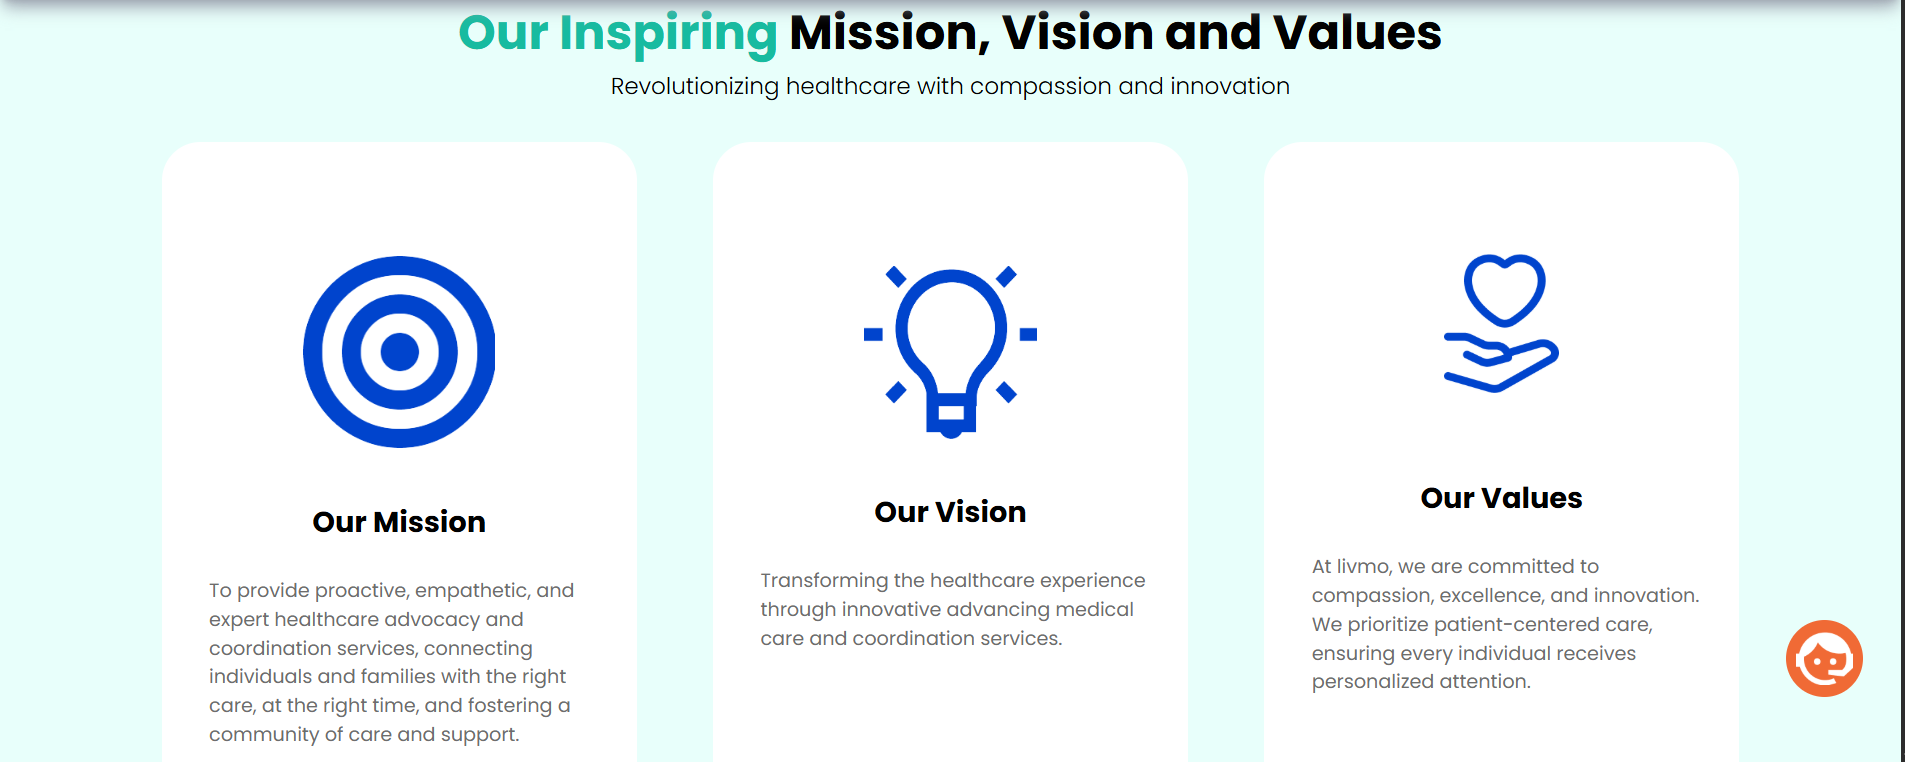 Our Inspiring Mission, Vision and Values
Revolutionizing healthcare with compassion and innovation
Our Mission
To provide proactive, empathetic, and
expert healthcare advocacy and
coordination services, connecting
individuals and families with the right
care, at the right time, and fostering a
community of care and support.
Our Vision
Transforming the healthcare experience
through innovative advancing medical
care and coordination services.
Our Values
At livmo, we are committed to
compassion, excellence, and innovation.
We prioritize patient-centered care,
ensuring every individual receives
personalized attention.